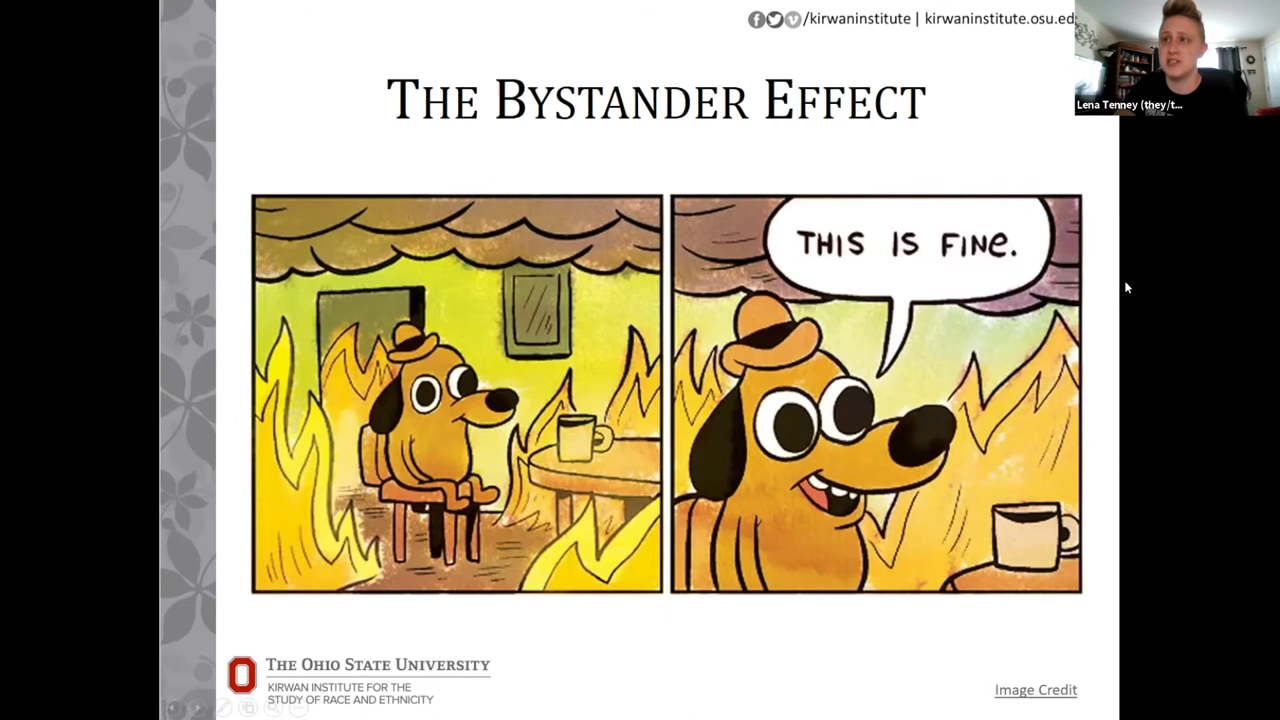 /kirwaninstitute | kirwaninstitute.osu.ed
Lena Tenney (they/t...
THE BYSTANDER EFFECT
THIS IS FINE.
THE OHIO STATE UNIVERSITY
KIRWAN INSTITUTE FOR THE
STUDY OF RACE AND ETHNICITY
Image Credit